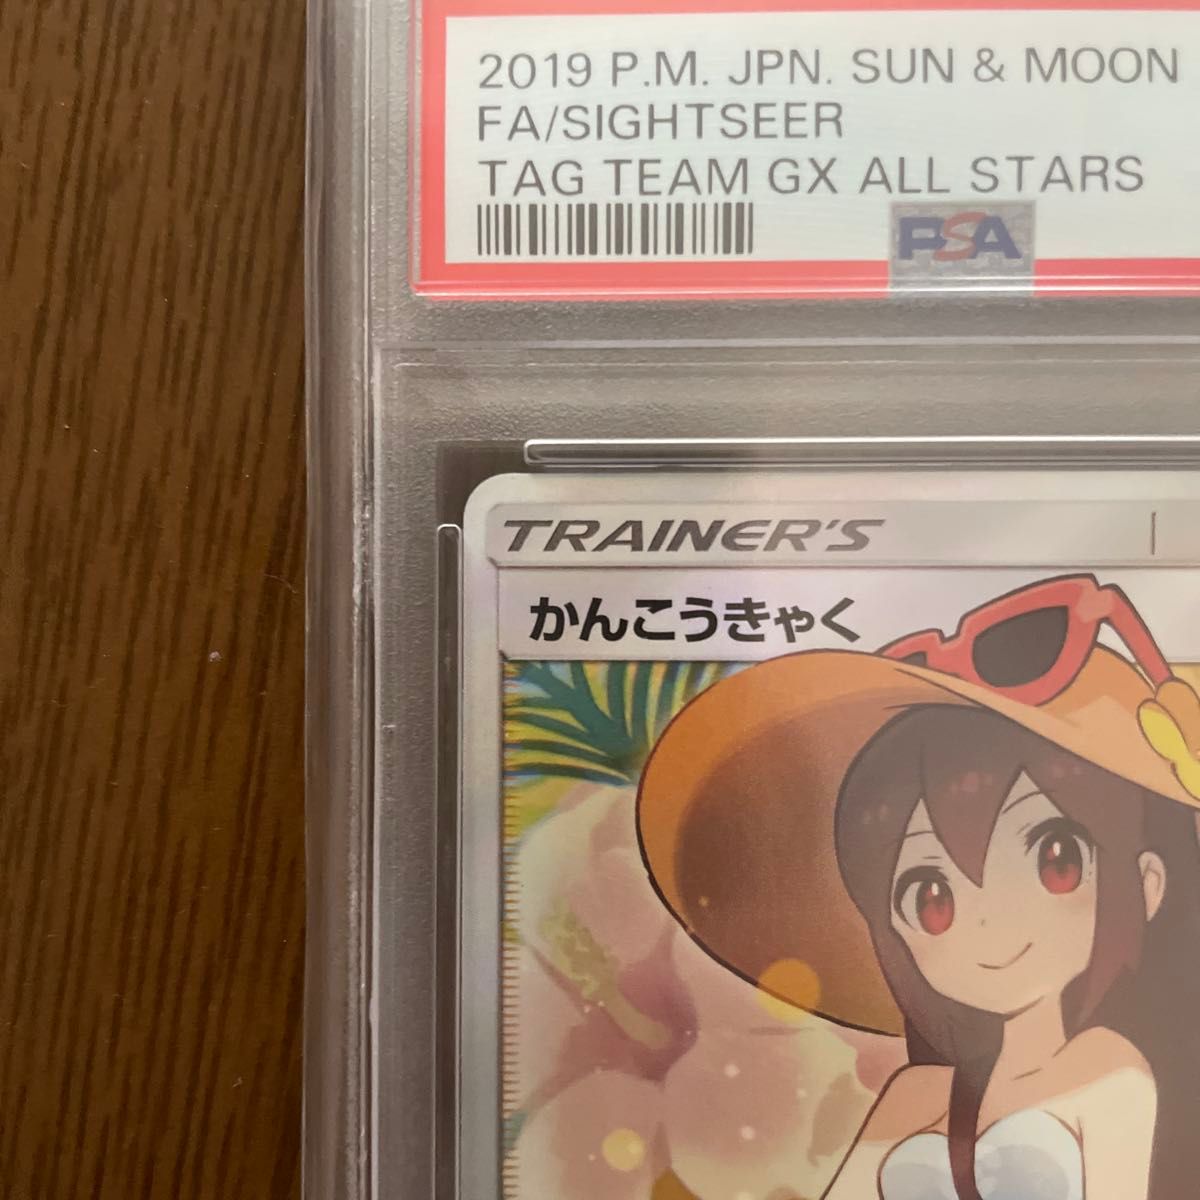 2019 P.M. JPN. SUN & MOON
FA/SIGHTSEER
TAG TEAM GX ALL STARS
PSA
TRAINER'S
かんこうきゃく